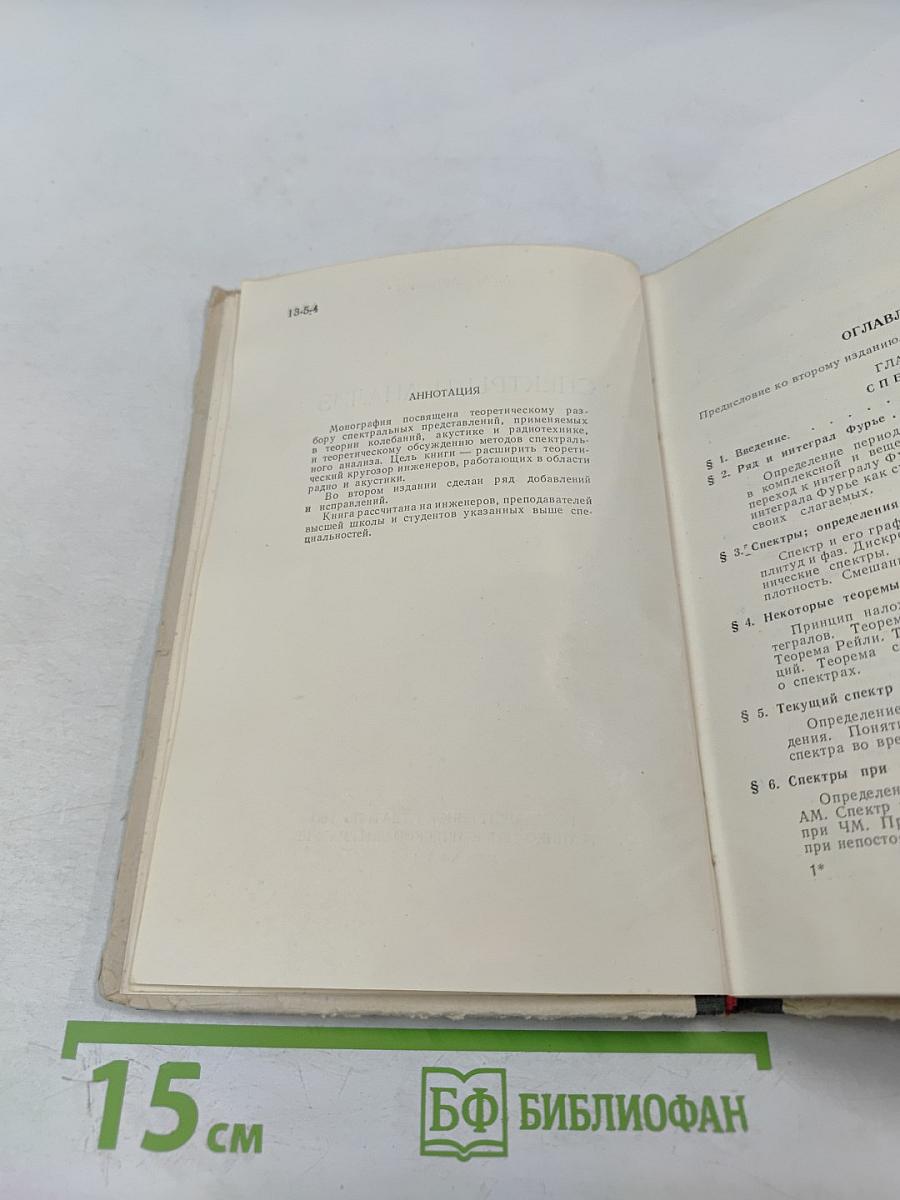 13-5-4
АННОТАЦИЯ
Монография посвящена теоретическому раз-
бору спектральных представлений, применяемых
в теории колебаний, акустике и радиотехнике,
и теоретическому обсуждению методов спектраль-
ного анализа. Цель книги — расширить теорети-
ческий кругозор инженеров, работающих в области
радио и акустики.
Во втором издании сделан ряд добавлений
и исправлений.
Книга рассчитана на инженеров, преподавателей
высшей школы и студентов указанных выше спе-
циальностей.
ОГЛАВЛ
Предисловие ко второму изданию.
ГЛА
СПЕ
§ 1. Введение. . . . . .
§ 2. Ряд и интеграл Фурье .
Определение период
в комплексной и веще
переход к интегралу Фу
интеграла Фурье как с
своих слагаемых.
§ 3. Спектры; определения
Спектр и его граф
плитуд и фаз. Дискре
нические спектры.
плотность. Смешан
§ 4. Некоторые теоремы
Принцип налож
тегралов. Теорем
Теорема Рейли. Т
ций. Теорема с
о спектрах.
§ 5. Текущий спектр
Определение
дения. Поняти
спектра во вре
§ 6. Спектры при
Определен
АМ. Спектр
при ЧМ. Пр
при непосто
1*
15 см
БФ БИБЛИОФАН